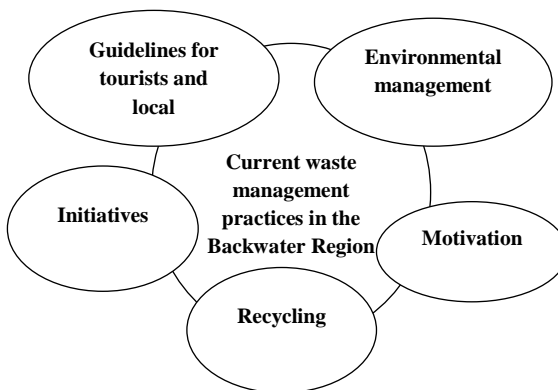 Guidelines for
tourists and
local
Environmental
management
Current waste
management
practices in the
Backwater Region
Initiatives
Motivation
Recycling